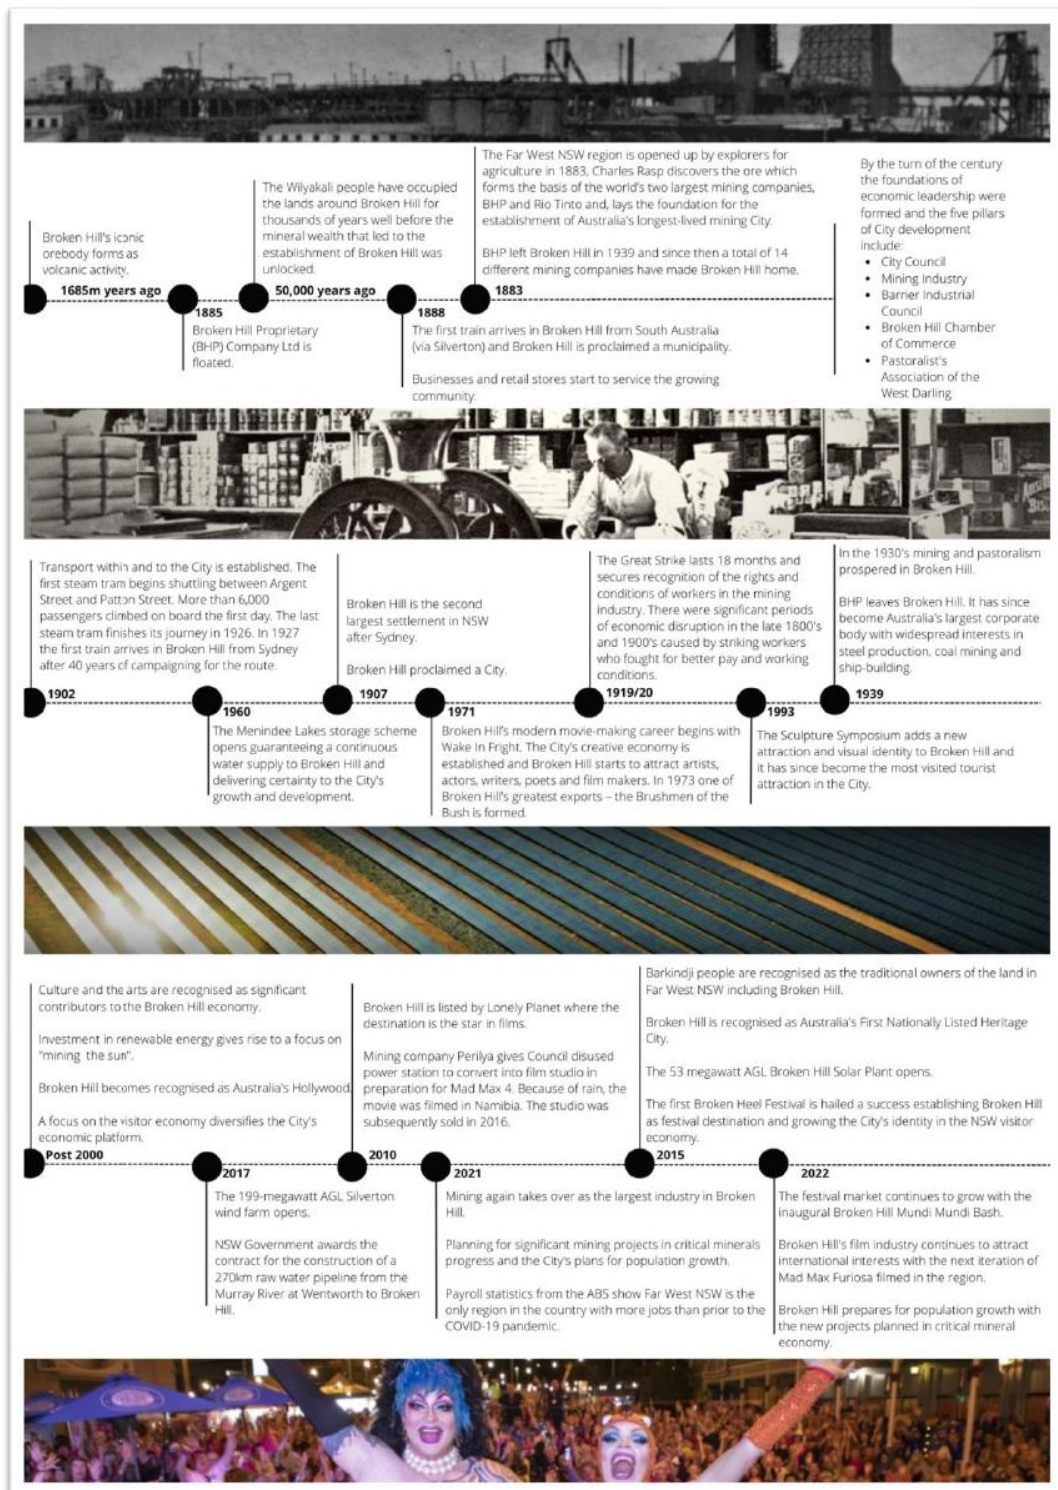 Broken Hill's iconic
orebody forms as
volcanic activity.
1685m years ago
1885
Broken Hill Proprietary
(BHP) Company Ltd is
floated.
The Wilyakali people have occupied
the lands around Broken Hill for
thousands of years well before the
mineral wealth that led to the
establishment of Broken Hill was
unlocked.
50,000 years ago
1888
The first train arrives in Broken Hill from South Australia
(via Silverton) and Broken Hill is proclaimed a municipality.
Businesses and retail stores start to service the growing
community.
The Far West NSW region is opened up by explorers for
agriculture in 1883, Charles Rasp discovers the ore which
forms the basis of the world's two largest mining companies,
BHP and Rio Tinto and, lays the foundation for the
establishment of Australia's longest-lived mining City.
BHP left Broken Hill in 1939 and since then a total of 14
different mining companies have made Broken Hill home.
1883
By the turn of the century
the foundations of
economic leadership were
formed and the five pillars
of City development
include:
• City Council
• Mining Industry
• Barrier Industrial
Council
• Broken Hill Chamber
of Commerce
• Pastoralist's
Association of the
West Darling
Transport within and to the City is established. The
first steam tram begins shuttling between Argent
Street and Patton Street. More than 6,000
passengers climbed on board the first day. The last
steam tram finishes its journey in 1926. In 1927
the first train arrives in Broken Hill from Sydney
after 40 years of campaigning for the route.
1902
1960
The Menindee Lakes storage scheme
opens guaranteeing a continuous
water supply to Broken Hill and
delivering certainty to the City's
growth and development.
Broken Hill is the second
largest settlement in NSW
after Sydney.
Broken Hill proclaimed a City.
1907
1971
Broken Hill's modern movie-making career begins with
Wake In Fright. The City's creative economy is
established and Broken Hill starts to attract artists,
actors, writers, poets and film makers. In 1973 one of
Broken Hill's greatest exports – the Brushmen of the
Bush is formed.
The Great Strike lasts 18 months and
secures recognition of the rights and
conditions of workers in the mining
industry. There were significant periods
of economic disruption in the late 1800's
and 1900's caused by striking workers
who fought for better pay and working
conditions.
1919/20
1993
The Sculpture Symposium adds a new
attraction and visual identity to Broken Hill and
it has since become the most visited tourist
attraction in the City.
In the 1930's mining and pastoralism
prospered in Broken Hill.
BHP leaves Broken Hill. It has since
become Australia's largest corporate
body with widespread interests in
steel production, coal mining and
ship-building.
1939
Culture and the arts are recognised as significant
contributors to the Broken Hill economy.
Investment in renewable energy gives rise to a focus on
"mining the sun".
Broken Hill becomes recognised as Australia's Hollywood.
A focus on the visitor economy diversifies the City's
economic platform.
Post 2000
2017
The 199-megawatt AGL Silverton
wind farm opens.
NSW Government awards the
contract for the construction of a
270km raw water pipeline from the
Murray River at Wentworth to Broken
Hill.
Broken Hill is listed by Lonely Planet where the
destination is the star in films.
Mining company Perilya gives Council disused
power station to convert into film studio in
preparation for Mad Max 4. Because of rain, the
movie was filmed in Namibia. The studio was
subsequently sold in 2016.
2010
2021
Mining again takes over as the largest industry in Broken
Hill.
Planning for significant mining projects in critical minerals
progress and the City's plans for population growth.
Payroll statistics from the ABS show Far West NSW is the
only region in the country with more jobs than prior to the
COVID-19 pandemic.
Barkindji people are recognised as the traditional owners of the land in
Far West NSW including Broken Hill.
Broken Hill is recognised as Australia's First Nationally Listed Heritage
City.
The 53 megawatt AGL Broken Hill Solar Plant opens.
The first Broken Heel Festival is hailed a success establishing Broken Hill
as festival destination and growing the City's identity in the NSW visitor
economy.
2015
2022
The festival market continues to grow with the
inaugural Broken Hill Mundi Mundi Bash.
Broken Hill's film industry continues to attract
international interests with the next iteration of
Mad Max Furiosa filmed in the region.
Broken Hill prepares for population growth with
the new projects planned in critical mineral
economy.